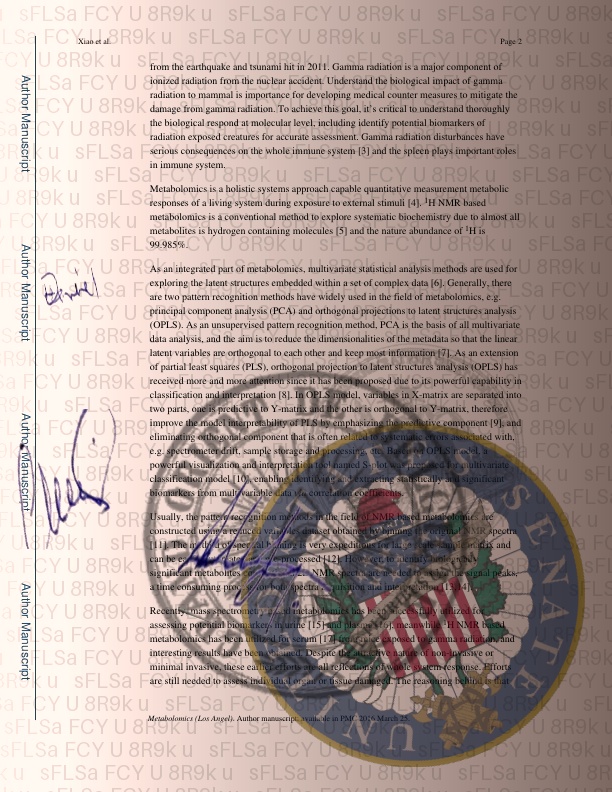 Xiao et al. Page 2
from the earthquake and tsunami hit in 2011. Gamma radiation is a major component of
ionized radiation from the nuclear accident. Understand the biological impact of gamma
radiation to mammal is importance for developing medical counter measures to mitigate the
damage from gamma radiation. To achieve this goal, it's critical to understand thoroughly
the biological respond at molecular level, including identify potential biomarkers of
radiation exposed creatures for accurate assessment. Gamma radiation disturbances have
serious consequences on the whole immune system [3] and the spleen plays important roles
in immune system.
Metabolomics is a holistic systems approach capable quantitative measurement metabolic
responses of a living system during exposure to external stimuli [4]. ¹H NMR based
metabolomics is a conventional method to explore systematic biochemistry due to almost all
metabolites is hydrogen containing molecules [5] and the nature abundance of ¹H is
99.985%.
As an integrated part of metabolomics, multivariate statistical analysis methods are used for
exploring the latent structures embedded within a set of complex data [6]. Generally, there
are two pattern recognition methods have widely used in the field of metabolomics, e.g.
principal component analysis (PCA) and orthogonal projections to latent structures analysis
(OPLS). As an unsupervised pattern recognition method, PCA is the basis of all multivariate
data analysis, and the aim is to reduce the dimensionalities of the metadata so that the linear
latent variables are orthogonal to each other and keep most information [7]. As an extension
of partial least squares (PLS), orthogonal projection to latent structures analysis (OPLS) has
received more and more attention since it has been proposed due to its powerful capability in
classification and interpretation [8]. In OPLS model, variables in X-matrix are separated into
two parts, one is predictive to Y-matrix and the other is orthogonal to Y-matrix, therefore
improve the model interpretability of PLS by emphasizing the predictive component [9], and
eliminating orthogonal component that is often related to systematic errors associated with,
e.g. spectrometer drift, sample storage and processing, etc. Based of OPLS model, a
powerful visualization and interpretation tool named S-plot was proposed for multivariate
classification models, enabling identifying and extracting statistically and significant
biomarkers from multivariate data via correlation coefficients
Usually, the pattern recognition methods in the field of NMR based metabolomics are
constructed using a reduced variable dataset obtained by binning the original NMR spectra
[11]. The method of spectral binning is very expeditious for large scale data matrix and
can be processed [12]. However, to identify
significant metabolites NMR spectra are needed to signal peaks,
a time consuming process for both spectra and [13,14].
Recently, mass spectrometry based metabolomics has been successfully utilized
assessing potential biomarkers in urine [15] and plasma meanwhile ¹H NMR based
metabolomics has been utilized for serum [17] exposed to gamma radiation and
interesting results have been obtained. Despite the attractive nature of non-invasive or
minimal invasive, these earlier efforts are all reflections of whole system response. Efforts
are still needed to assess individual organ or tissue damaged. The reasoning behind is that
Metabolomics (Los Angel). Author manuscript; available in PMC 2016 March 25.
Author Manuscript
Author Manuscript
Author Manuscript
Author Manuscript
sFLSa FCY U 8R9k u
SENATE
UNITED